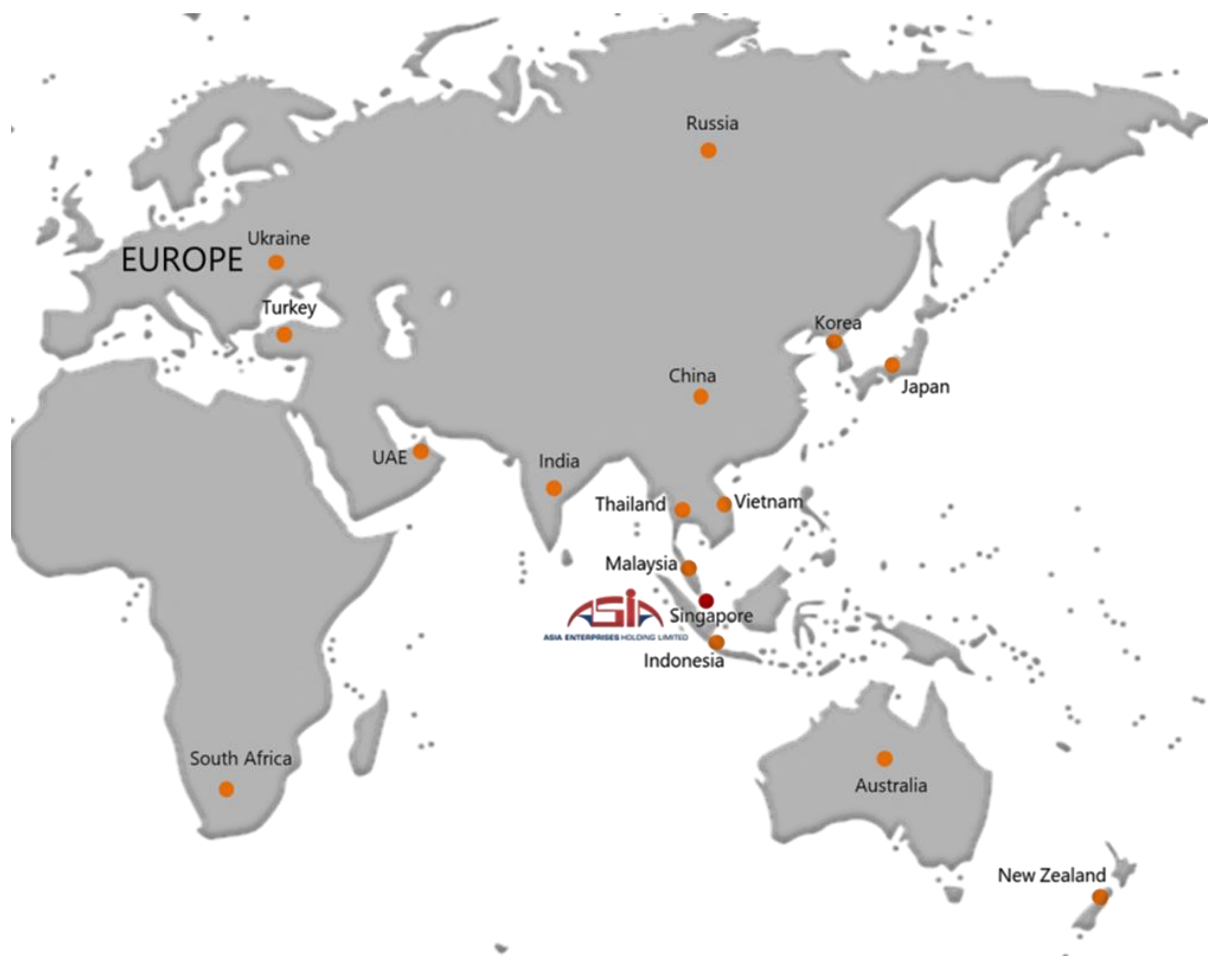 Russia
Ukraine
EUROPE
Turkey
Korea
China
Japan
UAE
India
Thailand
Vietnam
Malaysia
ASIA
Singapore
ASIA ENTERPRISES HOLDING LIMITED
Indonesia
South Africa
Australia
New Zealand